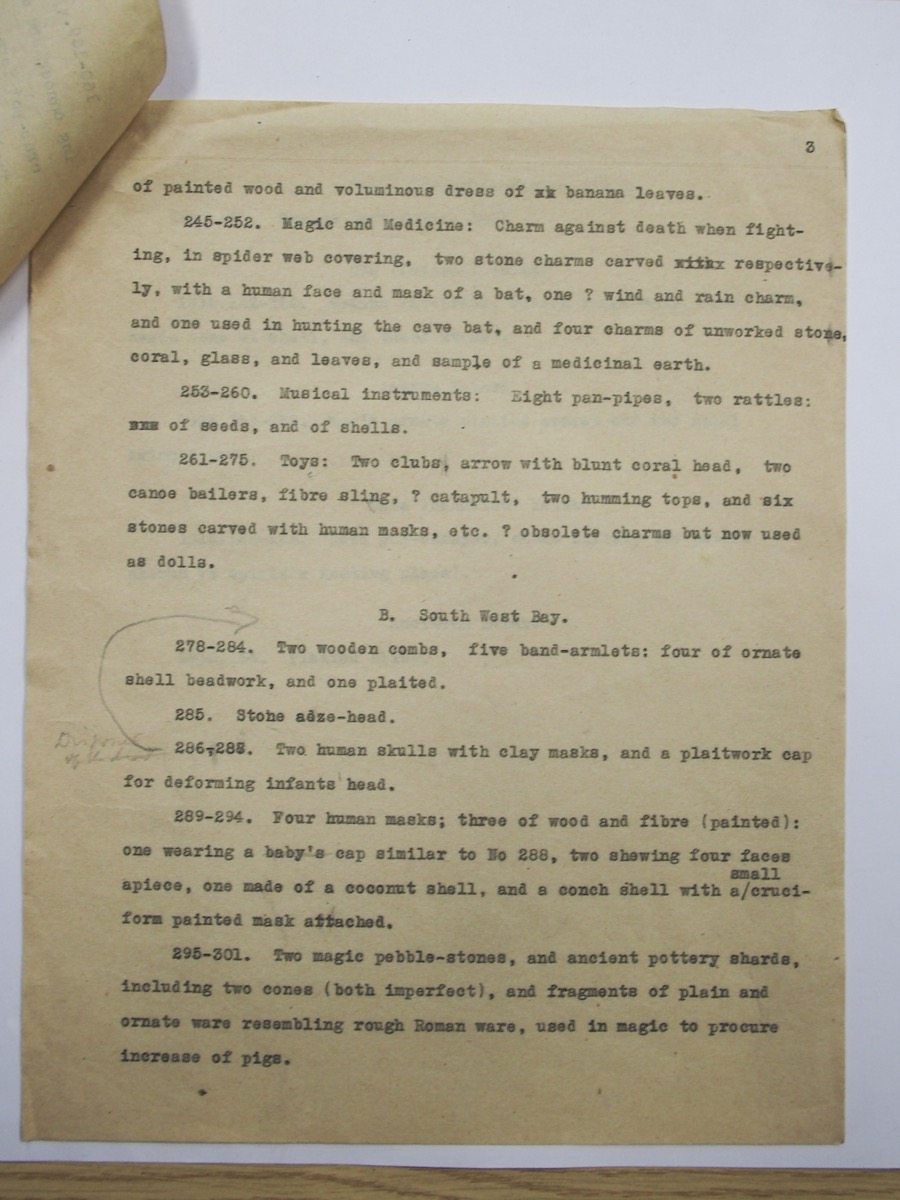 3
of painted wood and voluminous dress of xk banana leaves.
245-252. Magic and Medicine: Charm against death when fight-
ing, in spider web covering, two stone charms carved xithx respective-
ly, with a human face and mask of a bat, one ? wind and rain charm,
and one used in hunting the cave bat, and four charms of unworked stone,
coral, glass, and leaves, and sample of a medicinal earth.
253-260. Musical instruments: Eight pan-pipes, two rattles:
of seeds, and of shells.
261-275. Toys: Two clubs, arrow with blunt coral head, two
canoe bailers, fibre sling, ? catapult, two humming tops, and six
stones carved with human masks, etc. ? obsolete charms but now used
as dolls.
B. South West Bay.
278-284. Two wooden combs, five band-armlets: four of ornate
shell beadwork, and one plaited.
285. Stone adze-head.
286-288. Two human skulls with clay masks, and a plaitwork cap
for deforming infants' head.
289-294. Four human masks; three of wood and fibre (painted):
one wearing a baby's cap similar to No 288, two shewing four faces
small
apiece, one made of a coconut shell, and a conch shell with a/cruci-
form painted mask attached.
295-301. Two magic pebble-stones, and ancient pottery shards,
including two cones (both imperfect), and fragments of plain and
ornate ware resembling rough Roman ware, used in magic to procure
increase of pigs.